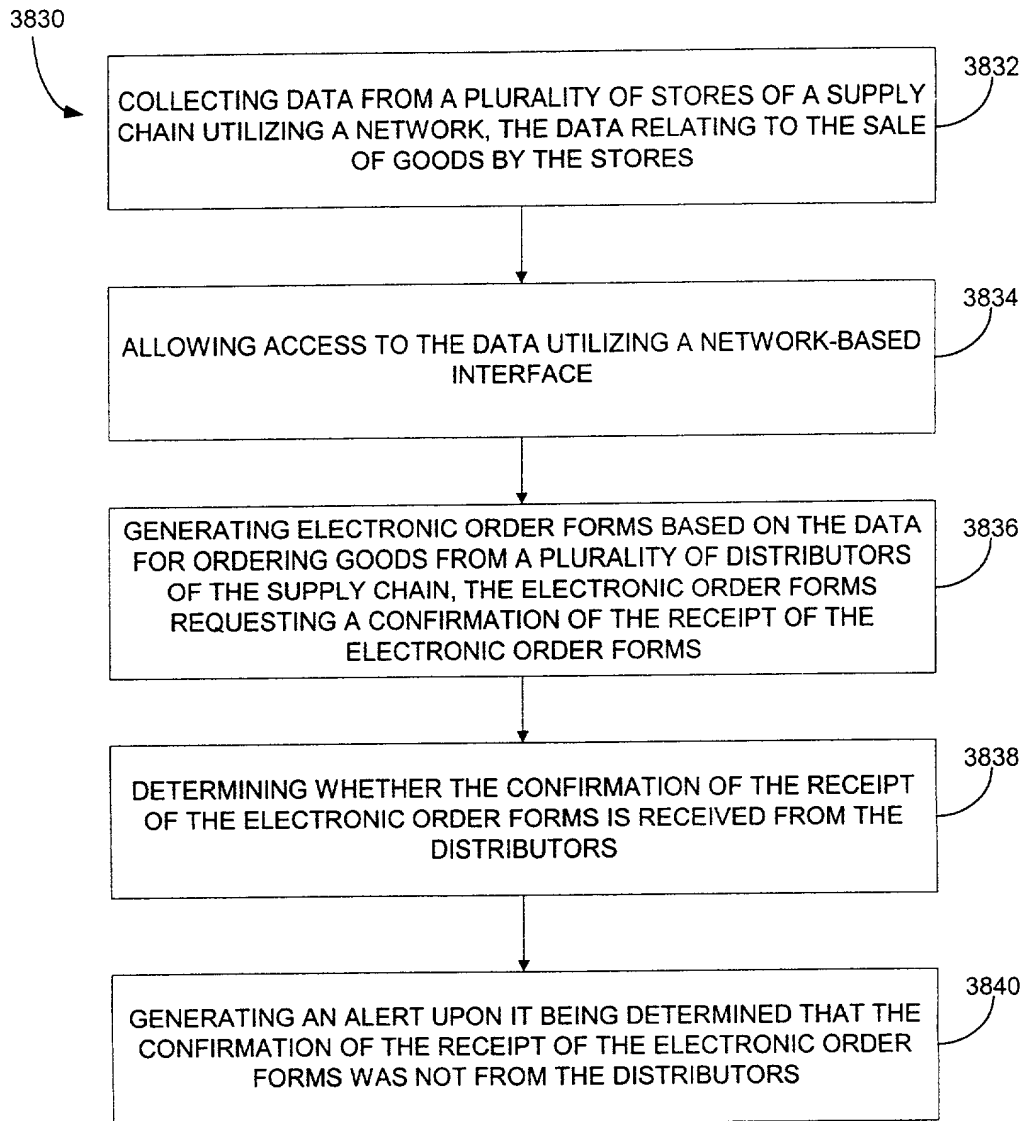 3830
3832
COLLECTING DATA FROM A PLURALITY OF STORES OF A SUPPLY
CHAIN UTILIZING A NETWORK, THE DATA RELATING TO THE SALE
OF GOODS BY THE STORES
3834
ALLOWING ACCESS TO THE DATA UTILIZING A NETWORK-BASED
INTERFACE
3836
GENERATING ELECTRONIC ORDER FORMS BASED ON THE DATA
FOR ORDERING GOODS FROM A PLURALITY OF DISTRIBUTORS
OF THE SUPPLY CHAIN, THE ELECTRONIC ORDER FORMS
REQUESTING A CONFIRMATION OF THE RECEIPT OF THE
ELECTRONIC ORDER FORMS
3838
DETERMINING WHETHER THE CONFIRMATION OF THE RECEIPT
OF THE ELECTRONIC ORDER FORMS IS RECEIVED FROM THE
DISTRIBUTORS
3840
GENERATING AN ALERT UPON IT BEING DETERMINED THAT THE
CONFIRMATION OF THE RECEIPT OF THE ELECTRONIC ORDER
FORMS WAS NOT FROM THE DISTRIBUTORS